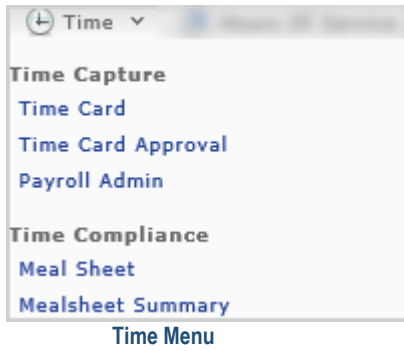 Time
Time Capture
Time Card
Time Card Approval
Payroll Admin
Time Compliance
Meal Sheet
Mealsheet Summary
Time Menu